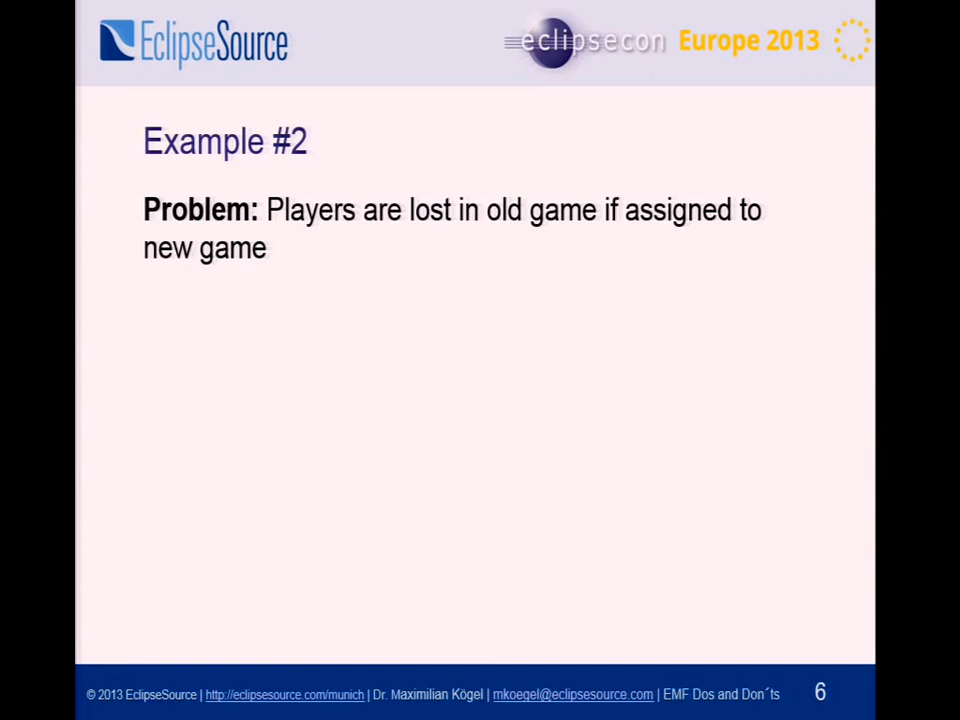 EclipseSource
eclipsecon Europe 2013
Example #2
Problem: Players are lost in old game if assigned to
new game
© 2013 EclipseSource | http://eclipsesource.com/munich | Dr. Maximilian Kögel | mkoegel@eclipsesource.com | EMF Dos and Don´ts 6